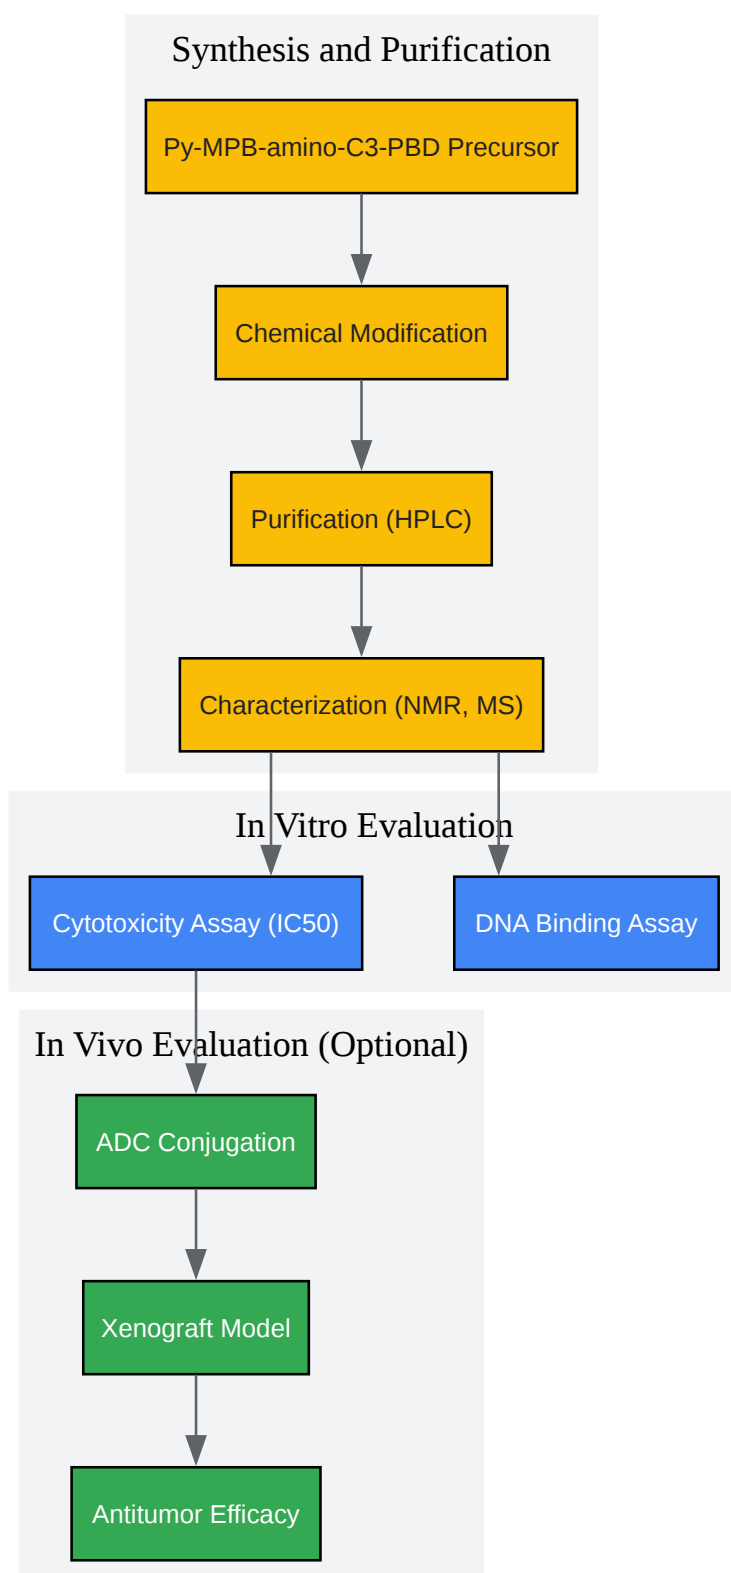 Synthesis and Purification
Py-MPB-amino-C3-PBD Precursor
Chemical Modification
Purification (HPLC)
Characterization (NMR, MS)
In Vitro Evaluation
Cytotoxicity Assay (IC50)
DNA Binding Assay
In Vivo Evaluation (Optional)
ADC Conjugation
Xenograft Model
Antitumor Efficacy